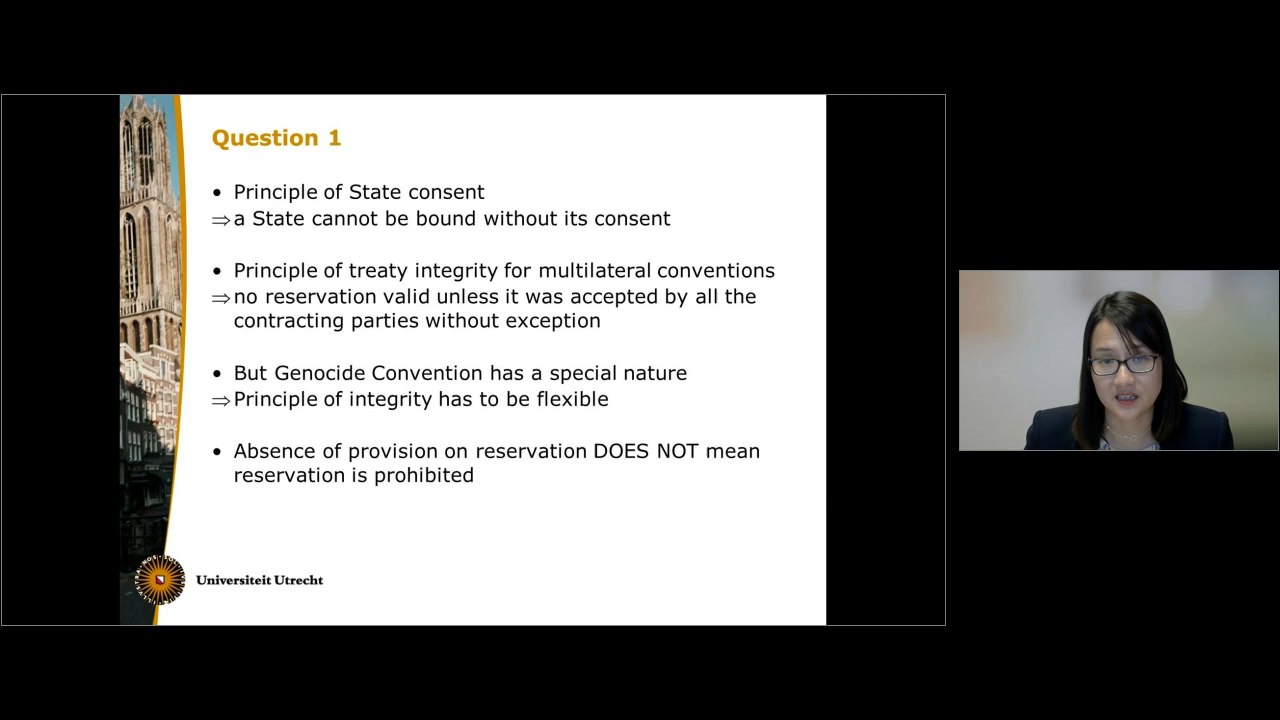 Question 1
• Principle of State consent
⇒ a State cannot be bound without its consent
• Principle of treaty integrity for multilateral conventions
⇒ no reservation valid unless it was accepted by all the
contracting parties without exception
• But Genocide Convention has a special nature
⇒ Principle of integrity has to be flexible
• Absence of provision on reservation DOES NOT mean
reservation is prohibited
Universiteit Utrecht